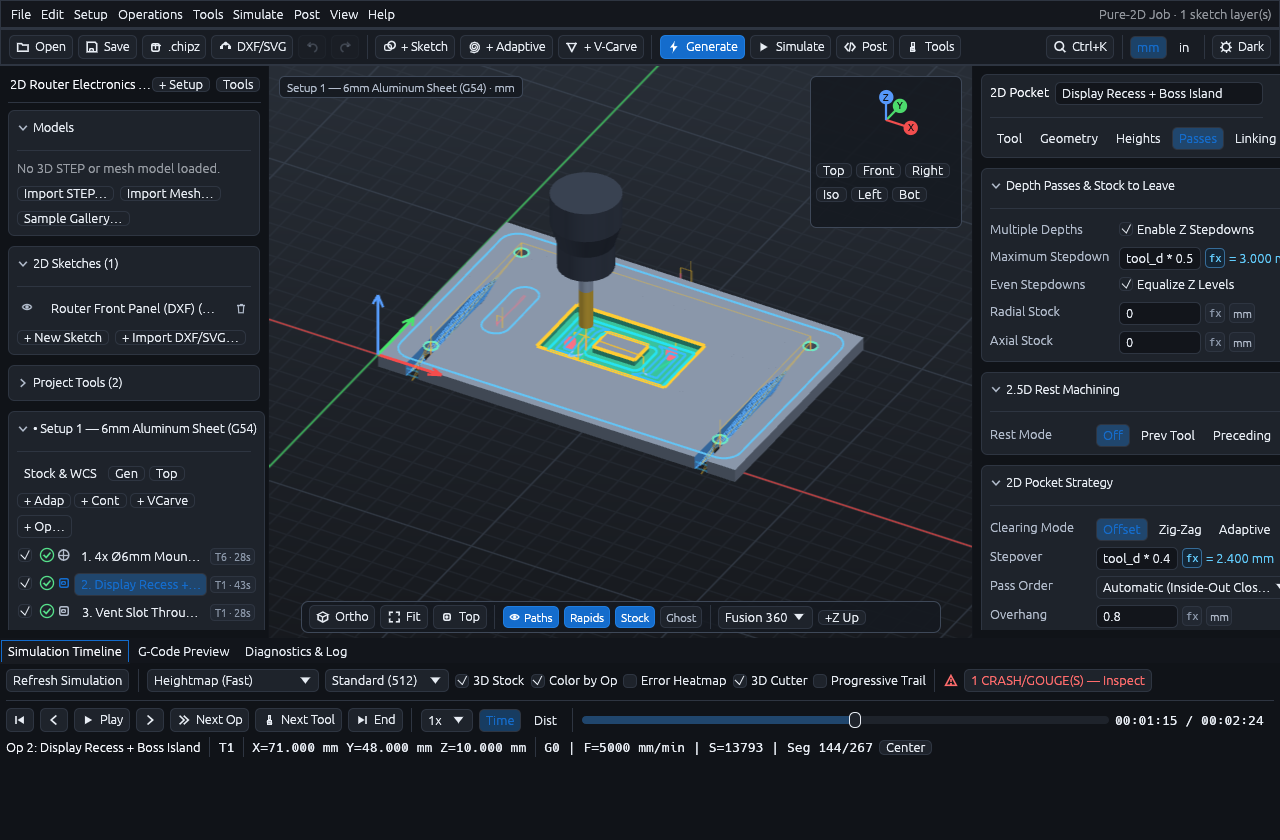 File Edit Setup Operations Tools Simulate Post View Help
Pure-2D Job · 1 sketch layer(s)
Open Save .chipz DXF/SVG + Sketch + Adaptive + V-Carve Generate Simulate Post Tools Ctrl+K mm in Dark
2D Router Electronics ... + Setup Tools
Models
No 3D STEP or mesh model loaded.
Import STEP... Import Mesh...
Sample Gallery...
2D Sketches (1)
Router Front Panel (DXF) (...
+ New Sketch + Import DXF/SVG...
Project Tools (2)
• Setup 1 — 6mm Aluminum Sheet (G54)
Stock & WCS Gen Top
+ Adap + Cont + VCarve
+ Op...
1. 4x Ø6mm Moun... T6 · 28s
2. Display Recess +... T1 · 43s
3. Vent Slot Throu... T1 · 28s
Setup 1 — 6mm Aluminum Sheet (G54) · mm
Z
Y
X
Top Front Right
Iso Left Bot
Ortho Fit Top Paths Rapids Stock Ghost Fusion 360 +Z Up
2D Pocket Display Recess + Boss Island
Tool Geometry Heights Passes Linking
Depth Passes & Stock to Leave
Multiple Depths Enable Z Stepdowns
Maximum Stepdown tool_d * 0.5 fx = 3.000
Even Stepdowns Equalize Z Levels
Radial Stock 0 fx mm
Axial Stock 0 fx mm
2.5D Rest Machining
Rest Mode Off Prev Tool Preceding
2D Pocket Strategy
Clearing Mode Offset Zig-Zag Adaptive
Stepover tool_d * 0.4 fx = 2.400 mm
Pass Order Automatic (Inside-Out Clos...
Overhang 0.8 fx mm
Simulation Timeline G-Code Preview Diagnostics & Log
Refresh Simulation Heightmap (Fast) Standard (512) 3D Stock Color by Op Error Heatmap 3D Cutter Progressive Trail 1 CRASH/GOUGE(S) — Inspect
Play Next Op Next Tool End 1x Time Dist 00:01:15 / 00:02:24
Op 2: Display Recess + Boss Island T1 X=71.000 mm Y=48.000 mm Z=10.000 mm G0 | F=5000 mm/min | S=13793 | Seg 144/267 Center